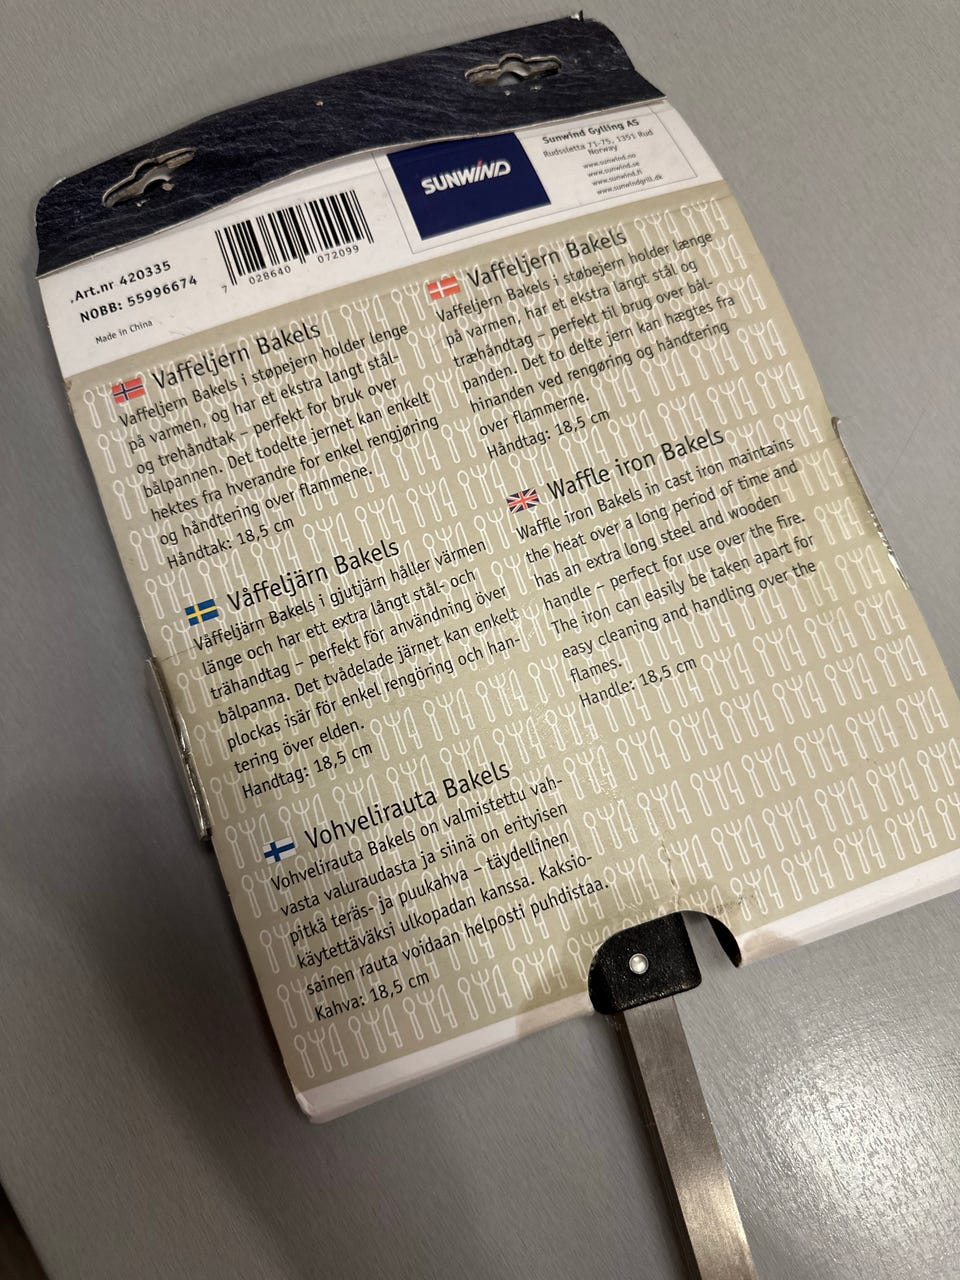 SUNWIND
Sunwind Gylling AS
Rudssletta 71-75, 1351 Rud
Norway
www.sunwind.no
www.sunwind.se
www.sunwind.fi
www.sunwindgrill.dk
Art.nr 420335
NOBB: 55996674
Made in China
7 028640 072099
Vaffeljern Bakels
Vaffeljern Bakels i støpejern holder lenge
på varmen, og har et ekstra langt stål-
og trehåndtak – perfekt for bruk over
bålpannen. Det todelte jernet kan enkelt
hektes fra hverandre for enkel rengjøring
og håndtering over flammene.
Håndtak: 18,5 cm
Våffeljärn Bakels
Våffeljärn Bakels i gjutjärn håller värmen
länge och har ett extra långt stål- och
trähandtag – perfekt för användning över
bålpanna. Det tvådelade järnet kan enkelt
plockas isär för enkel rengöring och han-
tering över elden.
Handtag: 18,5 cm
Vohvelirauta Bakels
Vohvelirauta Bakels on valmistettu vah-
vasta valuraudasta ja siinä on erityisen
pitkä teräs- ja puukahva – täydellinen
käytettäväksi ulkopadan kanssa. Kaksio-
sainen rauta voidaan helposti puhdistaa.
Kahva: 18,5 cm
Vaffeljern Bakels
Vaffeljern Bakels i støbejern holder længe
på varmen, har et ekstra langt stål og
træhåndtag – perfekt til brug over bål-
panden. Det to delte jern kan hægtes fra
hinanden ved rengøring og håndtering
over flammerne.
Håndtag: 18,5 cm
Waffle iron Bakels
Waffle iron Bakels in cast iron maintains
the heat over a long period of time and
has an extra long steel and wooden
handle – perfect for use over the fire.
The iron can easily be taken apart for
easy cleaning and handling over the
flames.
Handle: 18,5 cm